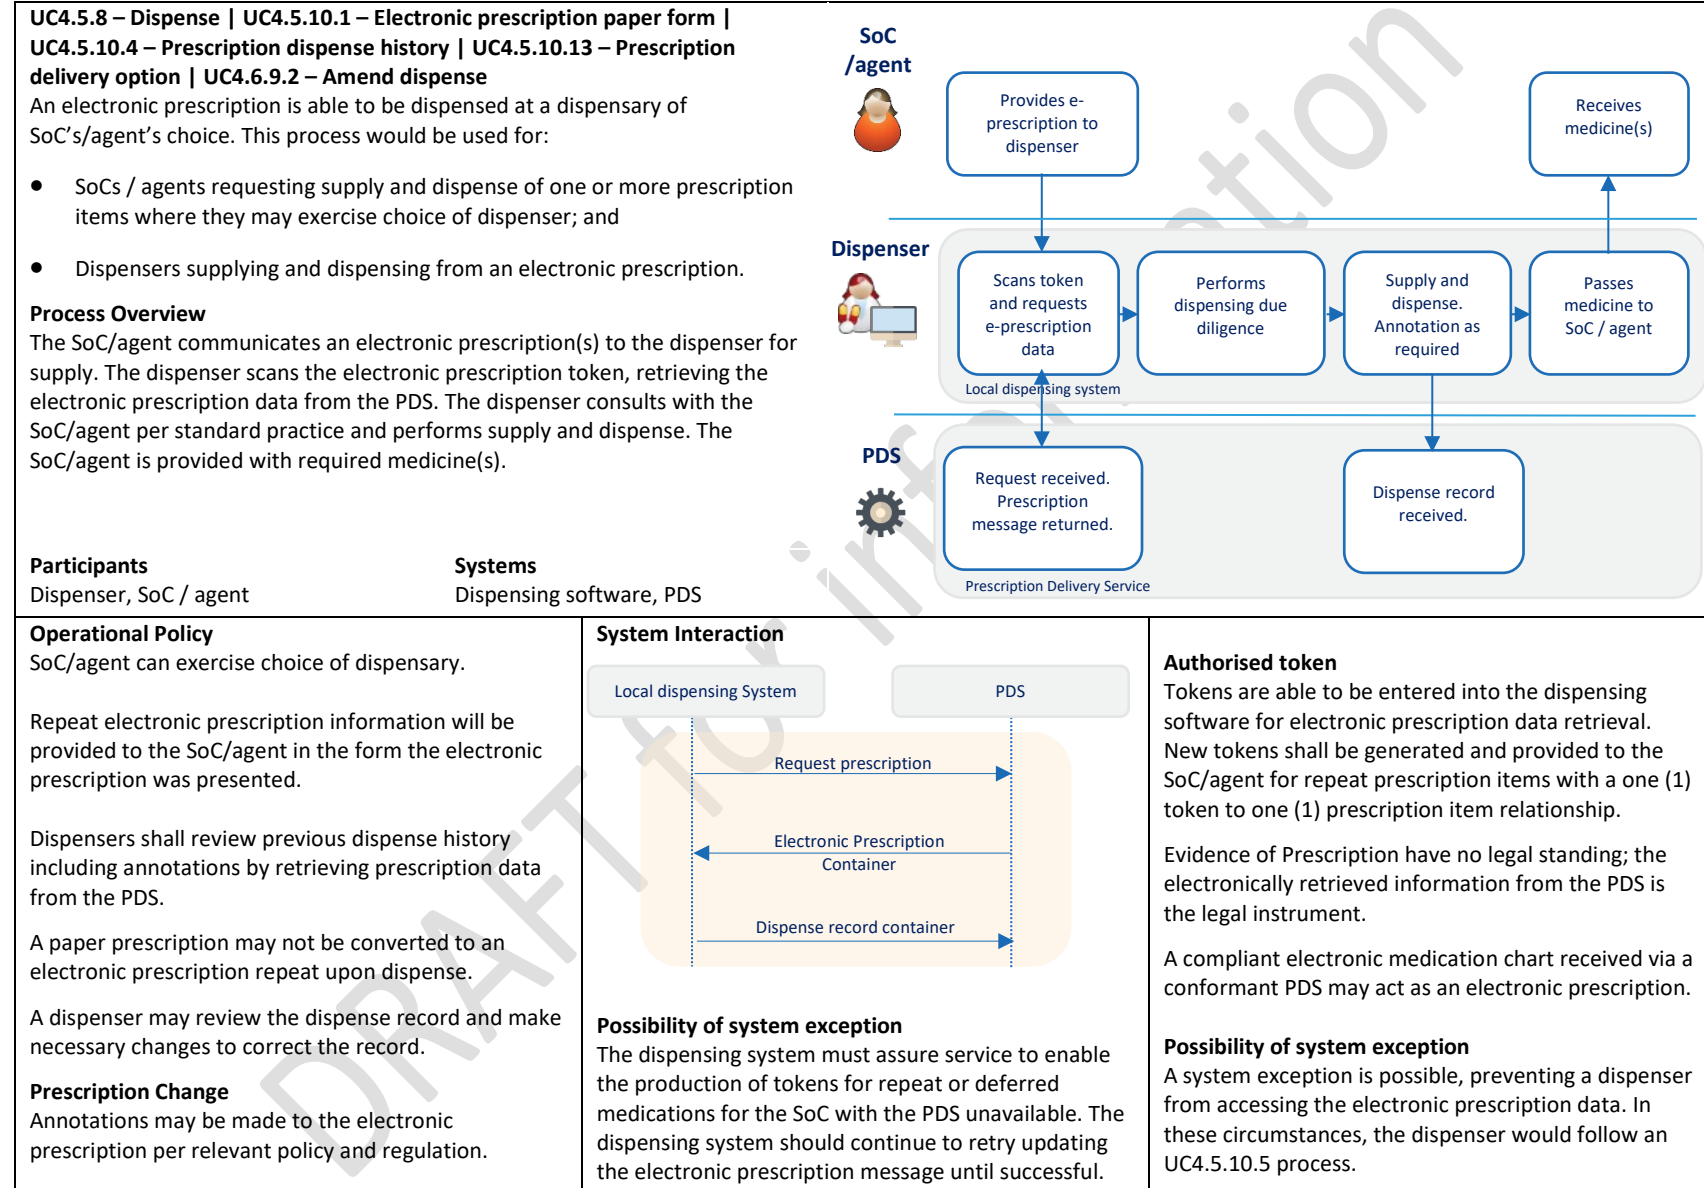 UC4.5.8 – Dispense | UC4.5.10.1 – Electronic prescription paper form |
UC4.5.10.4 – Prescription dispense history | UC4.5.10.13 – Prescription
delivery option | UC4.6.9.2 – Amend dispense
An electronic prescription is able to be dispensed at a dispensary of
SoC's/agent's choice. This process would be used for:
● SoCs / agents requesting supply and dispense of one or more prescription
items where they may exercise choice of dispenser; and
● Dispensers supplying and dispensing from an electronic prescription.
Process Overview
The SoC/agent communicates an electronic prescription(s) to the dispenser for
supply. The dispenser scans the electronic prescription token, retrieving the
electronic prescription data from the PDS. The dispenser consults with the
SoC/agent per standard practice and performs supply and dispense. The
SoC/agent is provided with required medicine(s).
Participants
Dispenser, SoC / agent
Systems
Dispensing software, PDS
SoC
/agent
Provides e-
prescription to
dispenser
Receives
medicine(s)
Dispenser
Scans token
and requests
e-prescription
data
Performs
dispensing due
diligence
Supply and
dispense.
Annotation as
required
Passes
medicine to
SoC / agent
Local dispensing system
PDS
Request received.
Prescription
message returned.
Dispense record
received.
Prescription Delivery Service
Operational Policy
SoC/agent can exercise choice of dispensary.
Repeat electronic prescription information will be
provided to the SoC/agent in the form the electronic
prescription was presented.
Dispensers shall review previous dispense history
including annotations by retrieving prescription data
from the PDS.
A paper prescription may not be converted to an
electronic prescription repeat upon dispense.
A dispenser may review the dispense record and make
necessary changes to correct the record.
Prescription Change
Annotations may be made to the electronic
prescription per relevant policy and regulation.
System Interaction
Local dispensing System
PDS
Request prescription
Electronic Prescription
Container
Dispense record container
Possibility of system exception
The dispensing system must assure service to enable
the production of tokens for repeat or deferred
medications for the SoC with the PDS unavailable. The
dispensing system should continue to retry updating
the electronic prescription message until successful.
Authorised token
Tokens are able to be entered into the dispensing
software for electronic prescription data retrieval.
New tokens shall be generated and provided to the
SoC/agent for repeat prescription items with a one (1)
token to one (1) prescription item relationship.
Evidence of Prescription have no legal standing; the
electronically retrieved information from the PDS is
the legal instrument.
A compliant electronic medication chart received via a
conformant PDS may act as an electronic prescription.
Possibility of system exception
A system exception is possible, preventing a dispenser
from accessing the electronic prescription data. In
these circumstances, the dispenser would follow an
UC4.5.10.5 process.
DRAFT for information